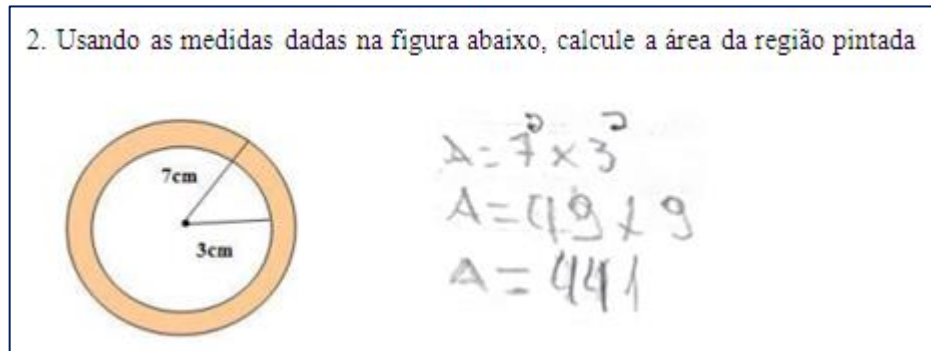 2. Usando as medidas dadas na figura abaixo, calcule a área da região pintada
7cm
3cm
A = 7² x 3²
A = 49 x 9
A = 441